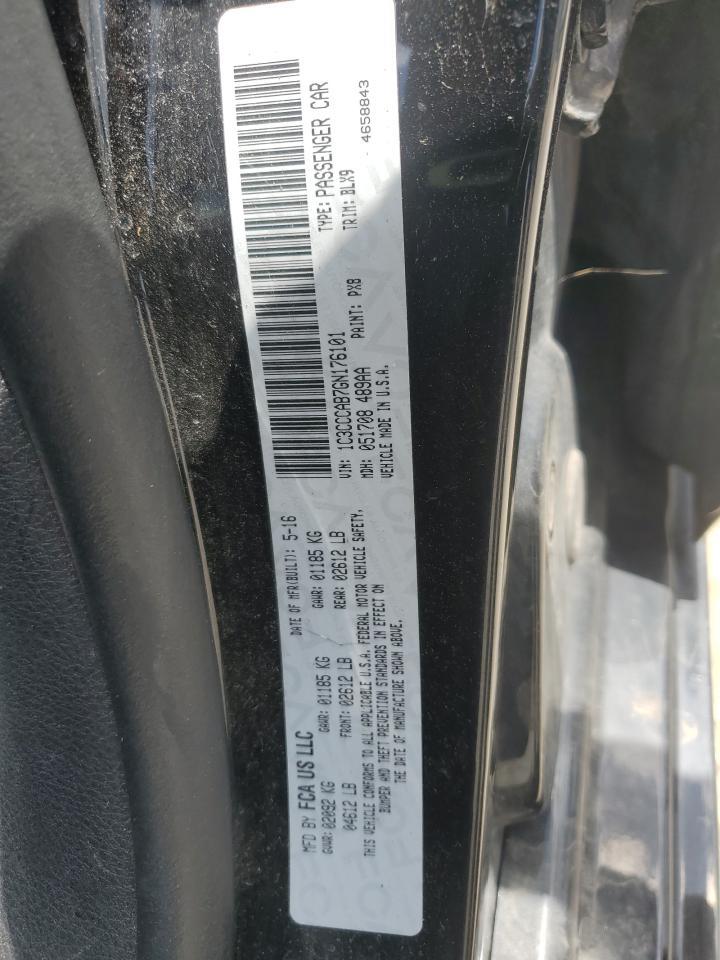 MFD BY FCA US LLC
DATE OF MFR(BUILT): 5-16
GVWR: 02092 KG
GAWR: 01185 KG
GAWR: 01185 KG
04612 LB
FRONT: 02612 LB
REAR: 02612 LB
THIS VEHICLE CONFORMS TO ALL APPLICABLE U.S.A. FEDERAL MOTOR VEHICLE SAFETY,
BUMPER AND THEFT PREVENTION STANDARDS IN EFFECT ON
THE DATE OF MANUFACTURE SHOWN ABOVE.
VIN: 1C3CCCAB7GN176101
TYPE: PASSENGER CAR
MDH: 051708 489AA
PAINT: PXB
TRIM: BLX9
VEHICLE MADE IN U.S.A.
4658843